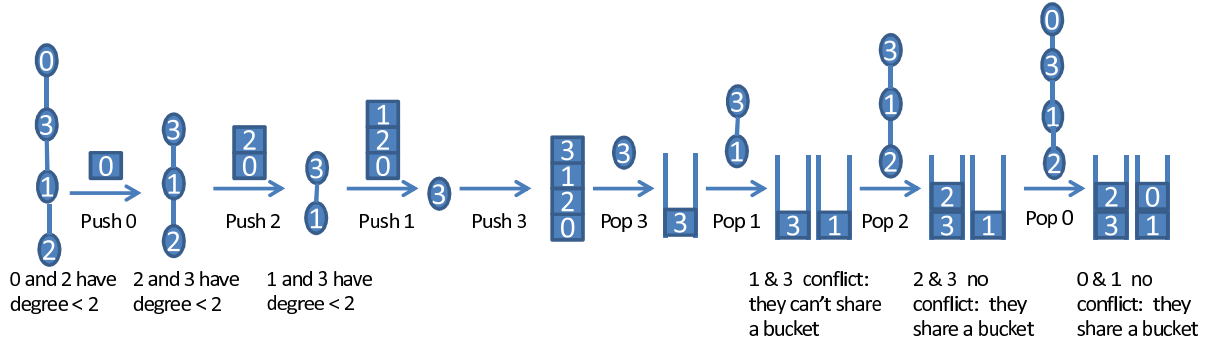 0
3
1
2
0
Push 0
3
1
2
2
0
Push 2
3
1
1
2
0
Push 1
3
Push 3
3
1
2
0
3
Pop 3
3
3
1
Pop 1
3
1
3
1
2
Pop 2
2
3
1
0
3
1
2
Pop 0
2
0
3
1
0 and 2 have
degree < 2
2 and 3 have
degree < 2
1 and 3 have
degree < 2
1 & 3 conflict:
they can't share
a bucket
2 & 3 no
conflict: they
share a bucket
0 & 1 no
conflict: they
share a bucket